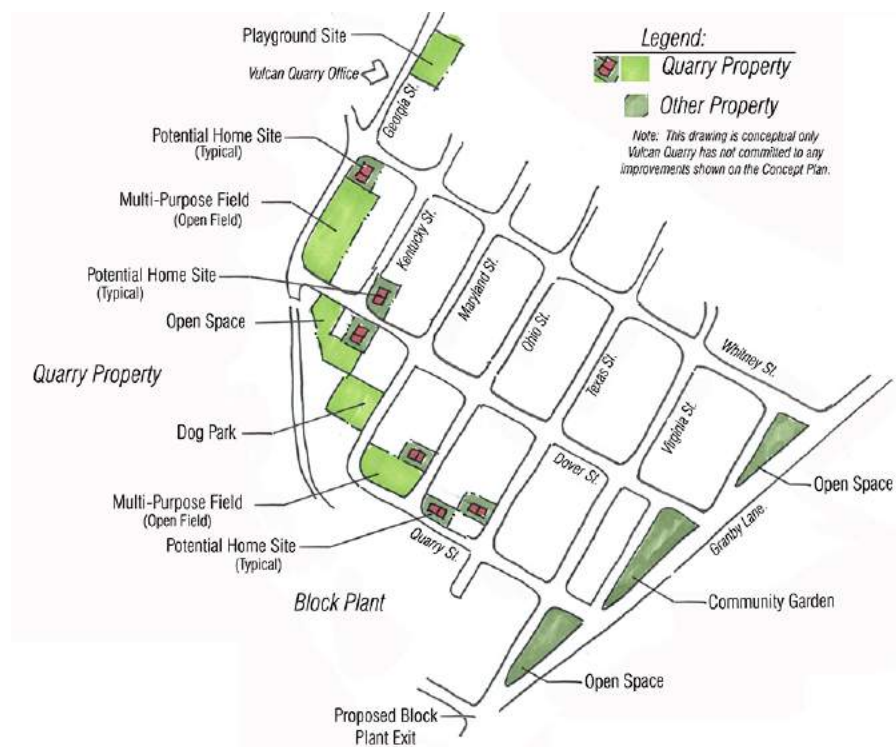 Playground Site
Vulcan Quarry Office
Georgia St.
Legend:
Quarry Property
Other Property
Note: This drawing is conceptual only
Vulcan Quarry has not committed to any
improvements shown on the Concept Plan.
Potential Home Site
(Typical)
Multi-Purpose Field
(Open Field)
Kentucky St.
Potential Home Site
(Typical)
Maryland St.
Open Space
Ohio St.
Quarry Property
Texas St.
Whitney St.
Dog Park
Virginia St.
Dover St.
Open Space
Multi-Purpose Field
(Open Field)
Granby Lane.
Quarry St.
Potential Home Site
(Typical)
Block Plant
Community Garden
Open Space
Proposed Block
Plant Exit